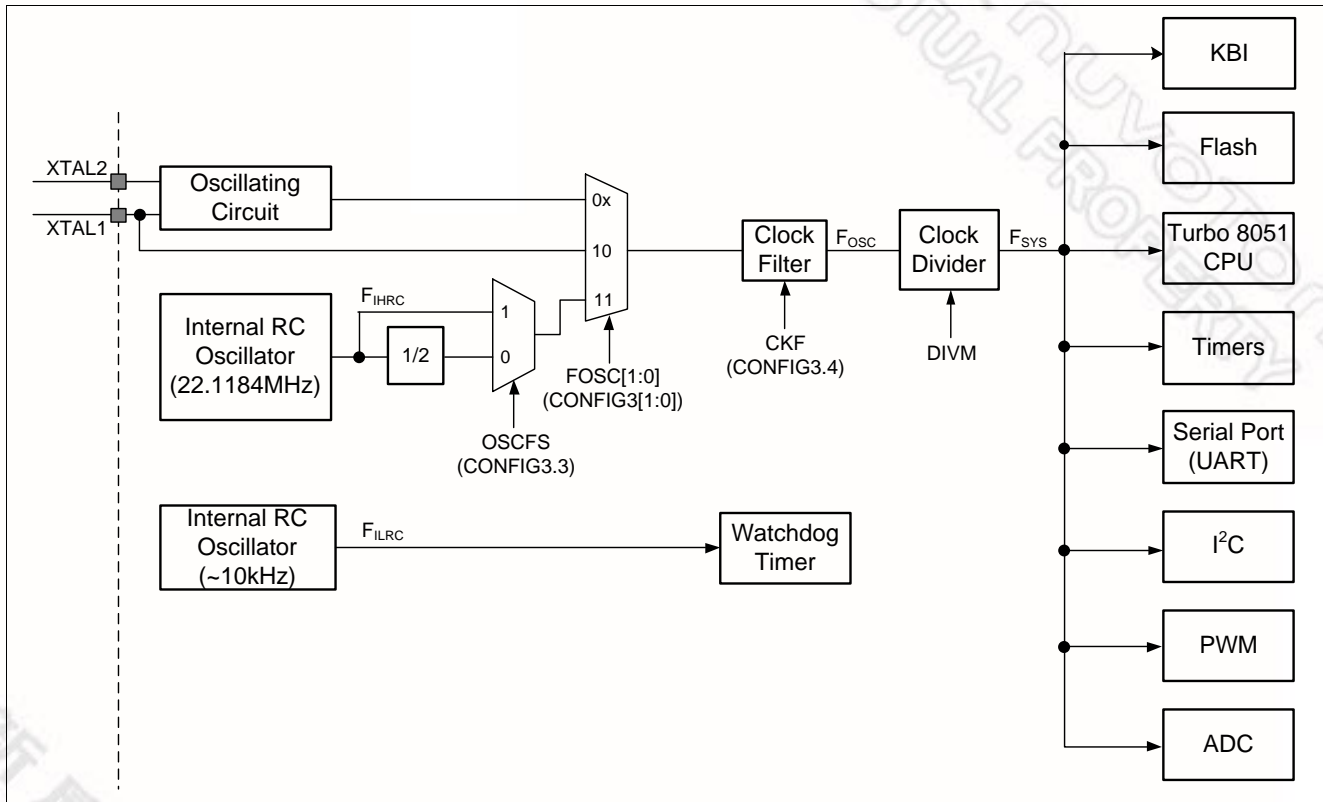 XTAL2
XTAL1
Oscillating
Circuit
Internal RC
Oscillator
(22.1184MHz)
FIHRC
1/2
1
0
OSCFS
(CONFIG3.3)
0x
10
11
FOSC[1:0]
(CONFIG3[1:0])
Clock
Filter
CKF
(CONFIG3.4)
FOSC
Clock
Divider
DIVM
FSYS
KBI
Flash
Turbo 8051
CPU
Timers
Serial Port
(UART)
I²C
PWM
ADC
Internal RC
Oscillator
(~10kHz)
FILRC
Watchdog
Timer
nuvoton
PROPERTY